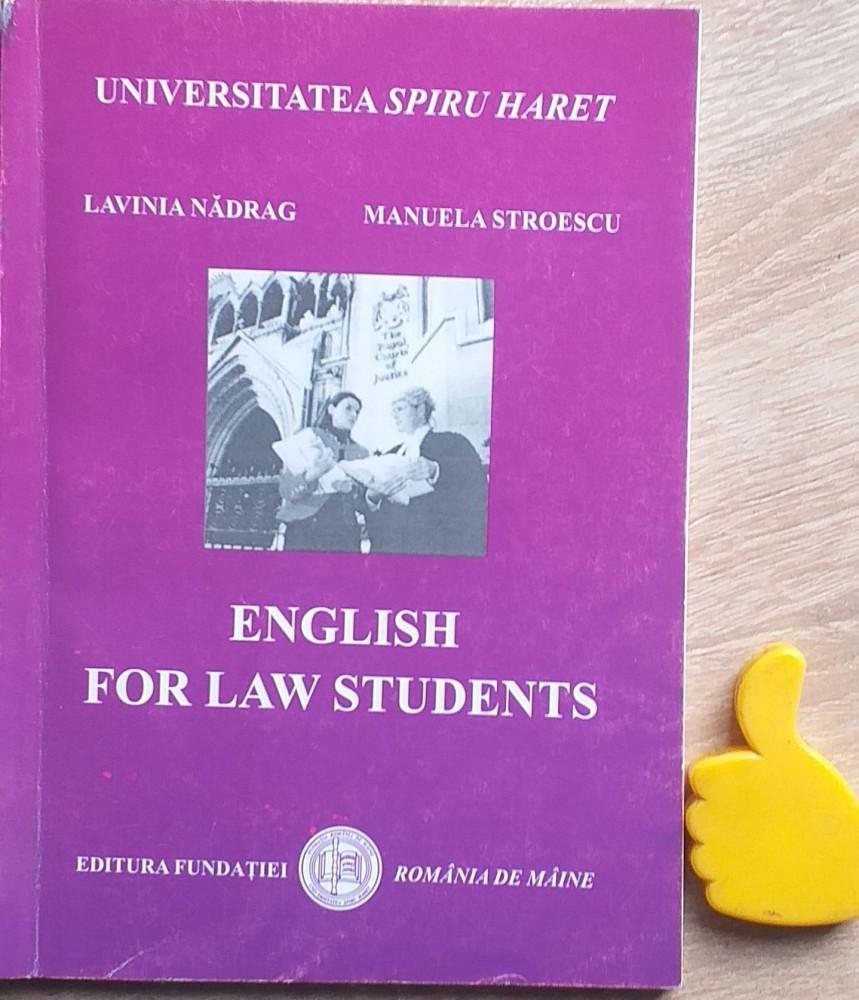 UNIVERSITATEA SPIRU HARET
LAVINIA NĂDRAG MANUELA STROESCU
The
Royal
Courts
of
Justice
ENGLISH
FOR LAW STUDENTS
EDITURA FUNDAȚIEI ROMÂNIA DE MÂINE